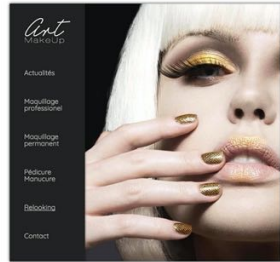 Art
MakeUp
Actualités
Maquillage
professionel
Maquillage
permanent
Pédicure
Manucure
Relooking
Contact